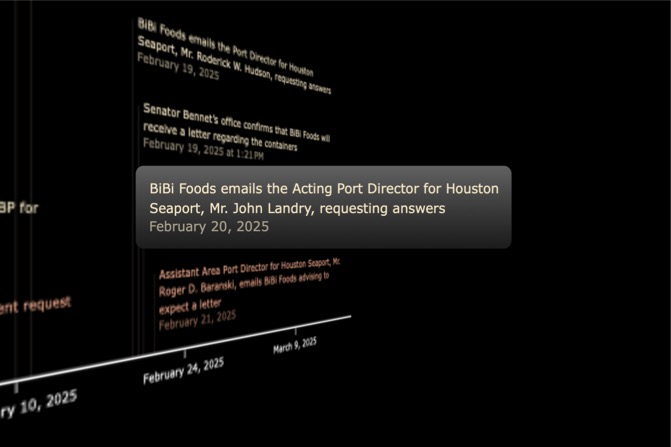 BiBi Foods emails the Port Director for Houston
Seaport, Mr. Roderick W. Hudson, requesting answers
February 19, 2025
Senator Bennet's office confirms that BiBi Foods will
receive a letter regarding the containers
February 19, 2025 at 1:21PM
BiBi Foods emails the Acting Port Director for Houston
Seaport, Mr. John Landry, requesting answers
February 20, 2025
BP for
Assistant Area Port Director for Houston Seaport, Mr.
Roger D. Baranski, emails BiBi Foods advising to
expect a letter
February 21, 2025
ent request
ry 10, 2025
February 24, 2025
March 9, 2025